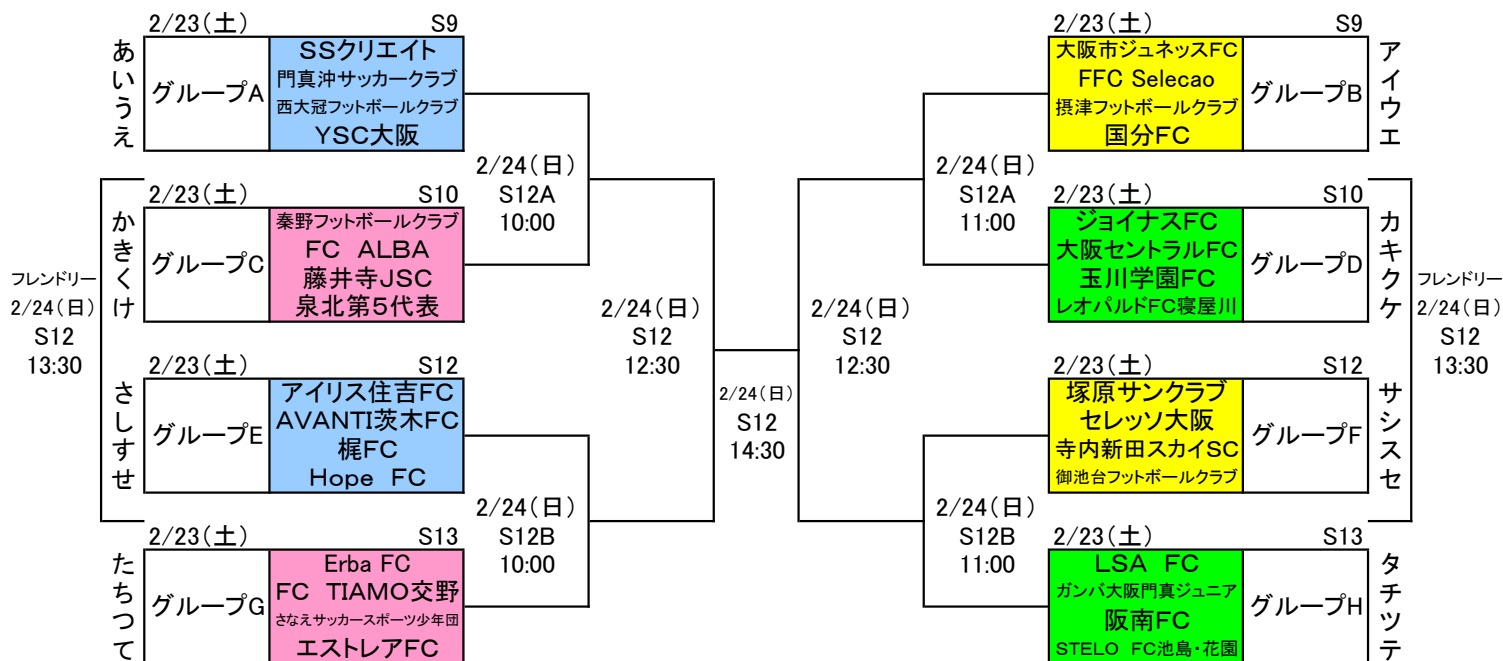 2/23(土) S9
あいうえ
グループA
SSクリエイト
門真沖サッカークラブ
西大冠フットボールクラブ
YSC大阪
2/23(土) S10
かきくけ
グループC
秦野フットボールクラブ
FC ALBA
藤井寺JSC
泉北第5代表
2/23(土) S12
さしすせ
グループE
アイリス住吉FC
AVANTI茨木FC
梶FC
Hope FC
2/23(土) S13
たちつて
グループG
Erba FC
FC TIAMO交野
さなえサッカースポーツ少年団
エストレアFC
フレンドリー
2/24(日)
S12
13:30
2/24(日)
S12A
10:00
2/24(日)
S12B
10:00
2/24(日)
S12
12:30
2/24(日)
S12
14:30
2/24(日)
S12
12:30
2/24(日)
S12A
11:00
2/24(日)
S12B
11:00
2/23(土) S9
大阪市ジュネッスFC
FFC Selecao
摂津フットボールクラブ
国分FC
グループB
アイウエ
2/23(土) S10
ジョイナスFC
大阪セントラルFC
玉川学園FC
レオパルドFC寝屋川
グループD
カキクケ
2/23(土) S12
塚原サンクラブ
セレッソ大阪
寺内新田スカイSC
御池台フットボールクラブ
グループF
サシスセ
2/23(土) S13
LSA FC
ガンバ大阪門真ジュニア
阪南FC
STELO FC池島・花園
グループH
タチツテ
フレンドリー
2/24(日)
S12
13:30